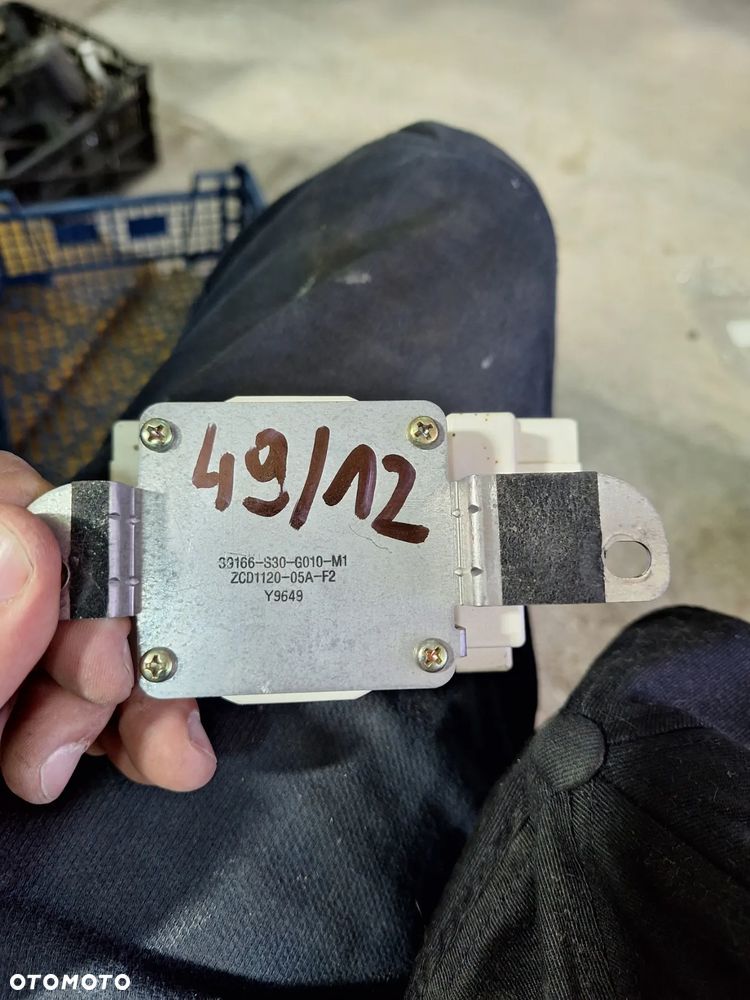 49/12
39166-S30-G010-M1
ZCD1120-05A-F2
Y9649
OTOMOTO